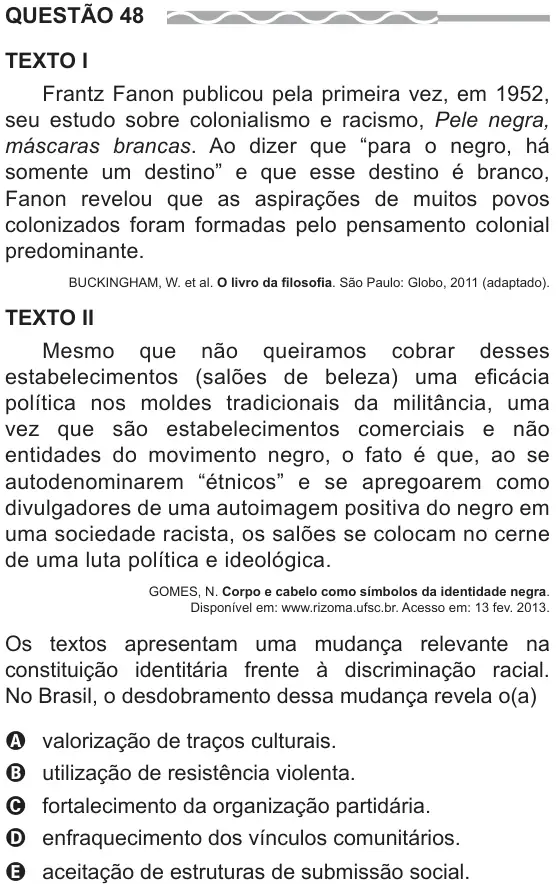 QUESTÃO 48
TEXTO I
Frantz Fanon publicou pela primeira vez, em 1952,
seu estudo sobre colonialismo e racismo, Pele negra,
máscaras brancas. Ao dizer que “para o negro, há
somente um destino” e que esse destino é branco,
Fanon revelou que as aspirações de muitos povos
colonizados foram formadas pelo pensamento colonial
predominante.
BUCKINGHAM, W. et al. O livro da filosofia. São Paulo: Globo, 2011 (adaptado).
TEXTO II
Mesmo que não queiramos cobrar desses
estabelecimentos (salões de beleza) uma eficácia
política nos moldes tradicionais da militância, uma
vez que são estabelecimentos comerciais e não
entidades do movimento negro, o fato é que, ao se
autodenominarem “étnicos” e se apregoarem como
divulgadores de uma autoimagem positiva do negro em
uma sociedade racista, os salões se colocam no cerne
de uma luta política e ideológica.
GOMES, N. Corpo e cabelo como símbolos da identidade negra.
Disponível em: www.rizoma.ufsc.br. Acesso em: 13 fev. 2013.
Os textos apresentam uma mudança relevante na
constituição identitária frente à discriminação racial.
No Brasil, o desdobramento dessa mudança revela o(a)
A valorização de traços culturais.
B utilização de resistência violenta.
C fortalecimento da organização partidária.
D enfraquecimento dos vínculos comunitários.
E aceitação de estruturas de submissão social.